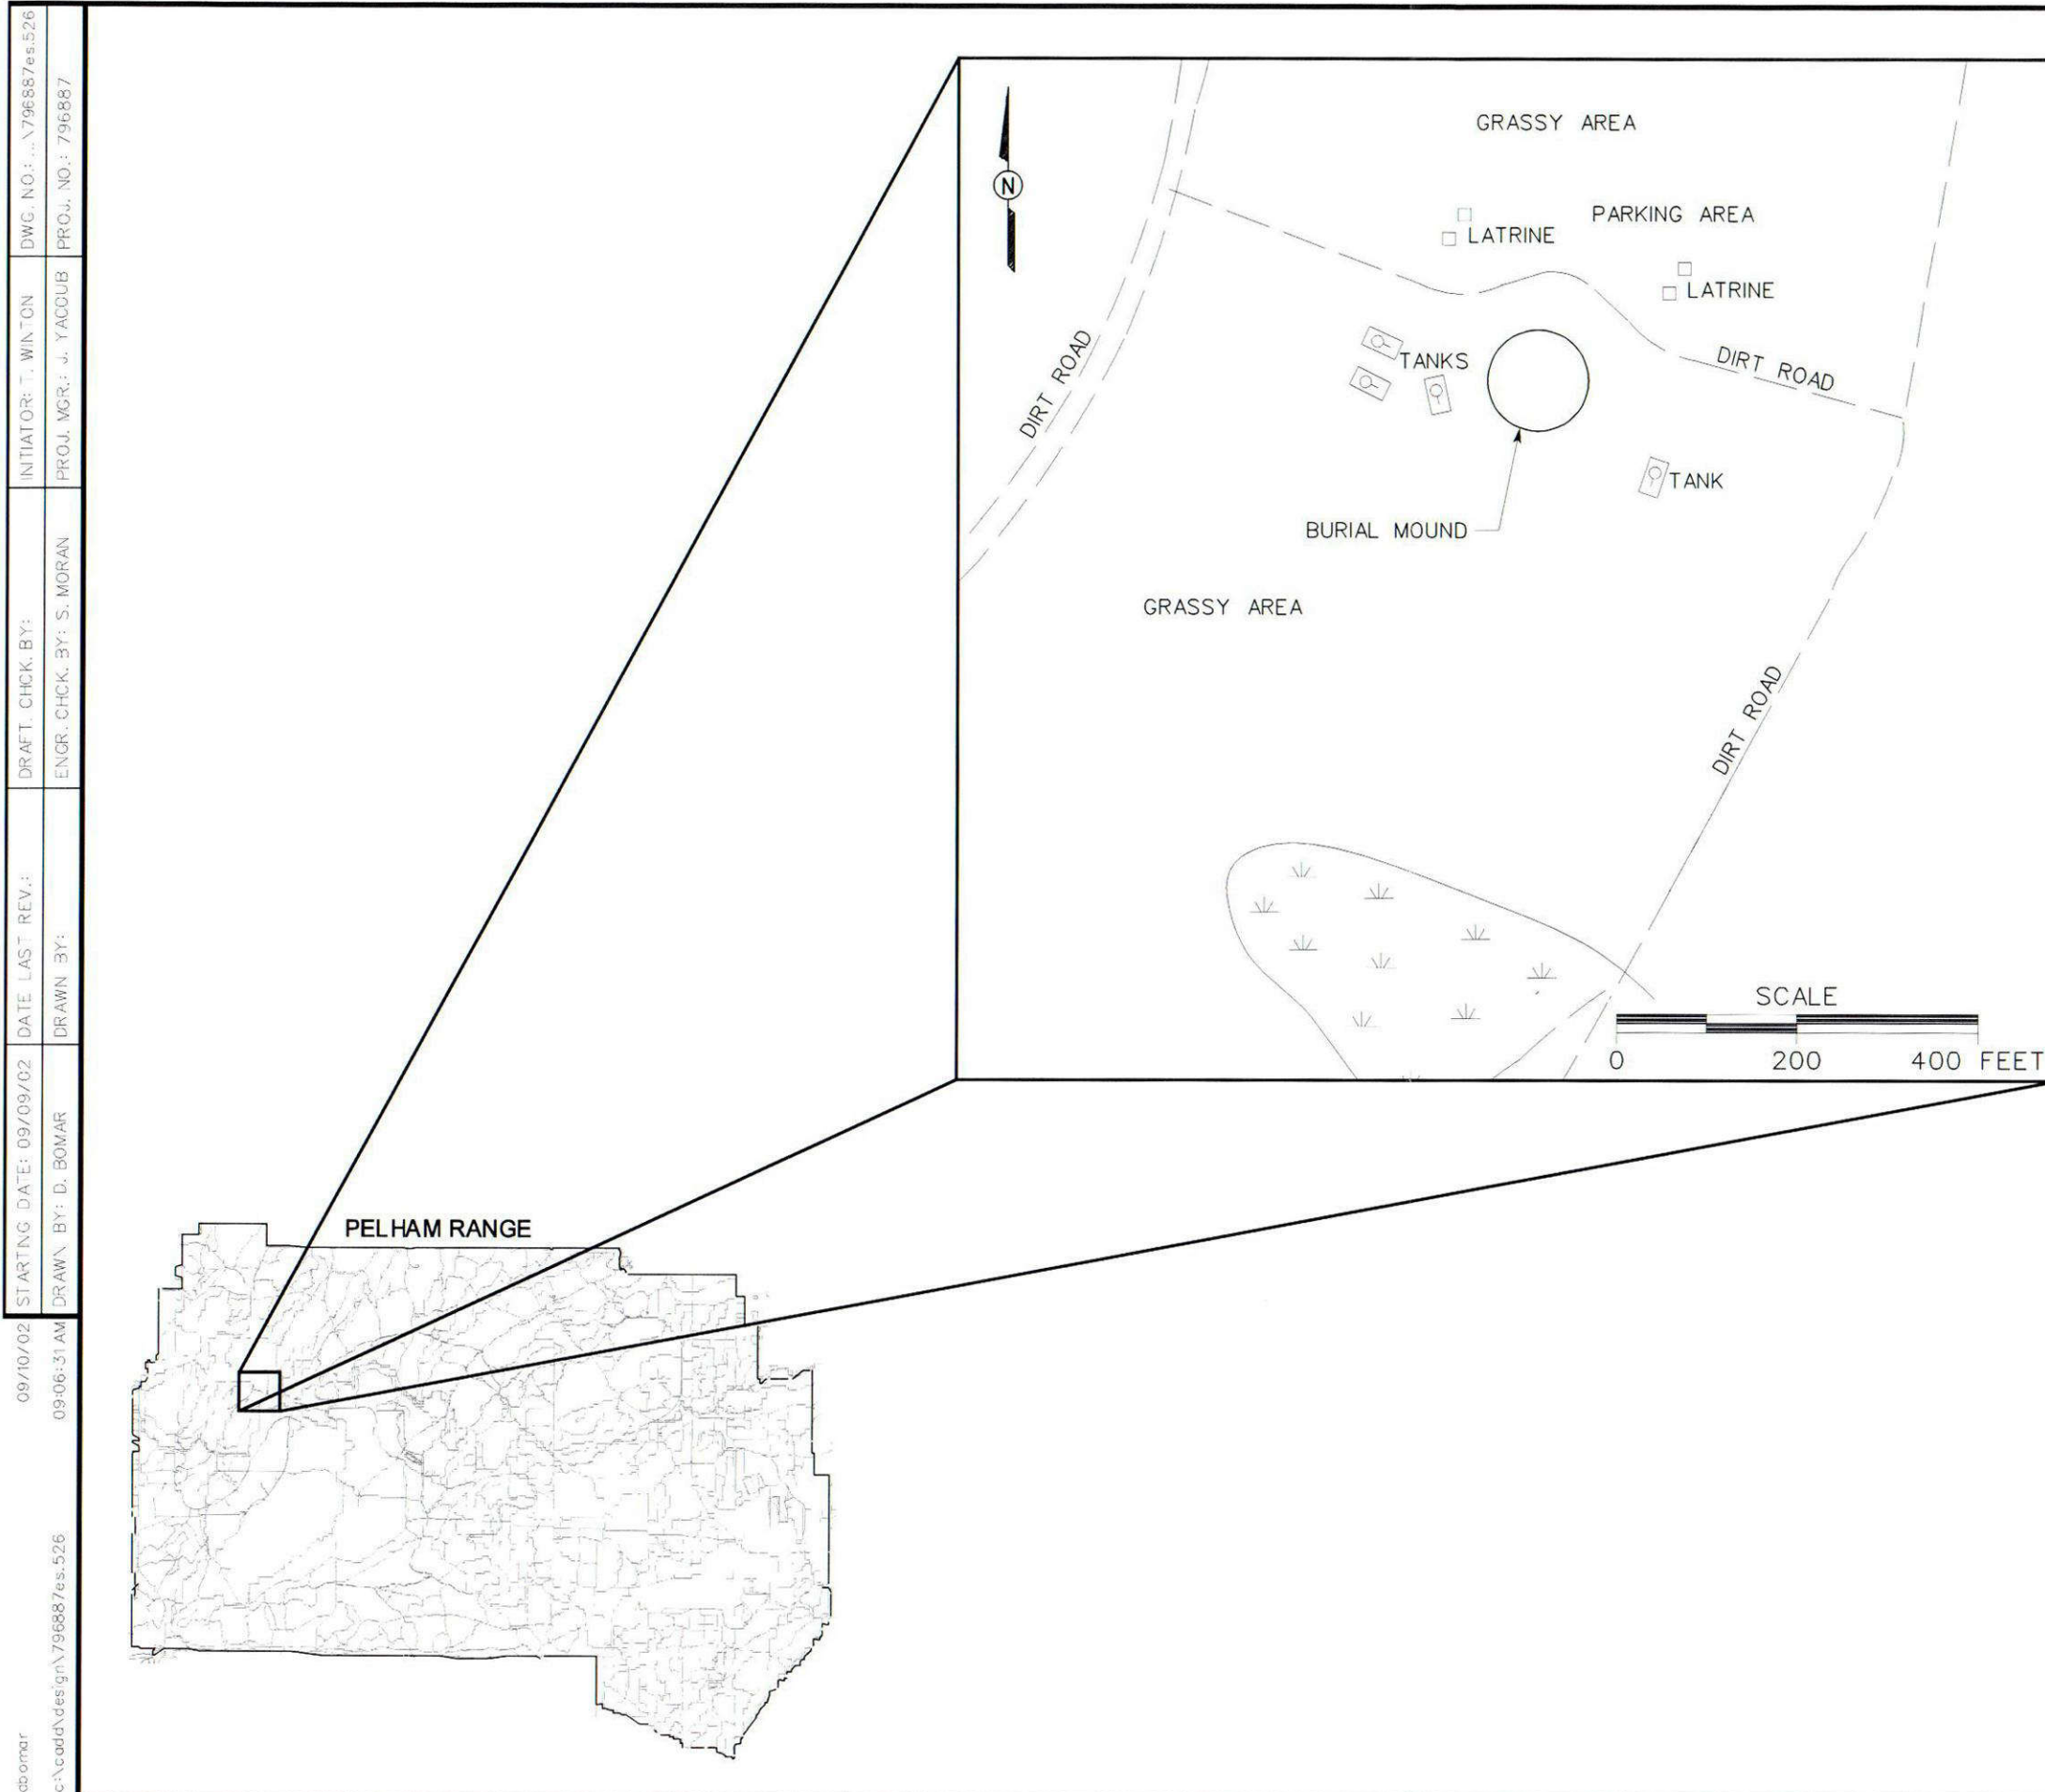 DWG. NO.: ...\796887es.526
PROJ. NO.: 796887
INITIATOR: T. WINTON
PROJ. MGR.: J. YACOUB
DRAFT. CHCK. BY:
ENGR. CHCK. BY: S. MORAN
DATE LAST REV.:
DRAWN BY:
STARTING DATE: 09/09/02
DRAWN BY: D. BOMAR
09/10/02
09:06:31 AM
dbomar
c:\cadd\design\796887es.526
N
GRASSY AREA
PARKING AREA
LATRINE
LATRINE
DIRT ROAD
TANKS
DIRT ROAD
TANK
BURIAL MOUND
GRASSY AREA
DIRT ROAD
SCALE
0 200 400 FEET
PELHAM RANGE